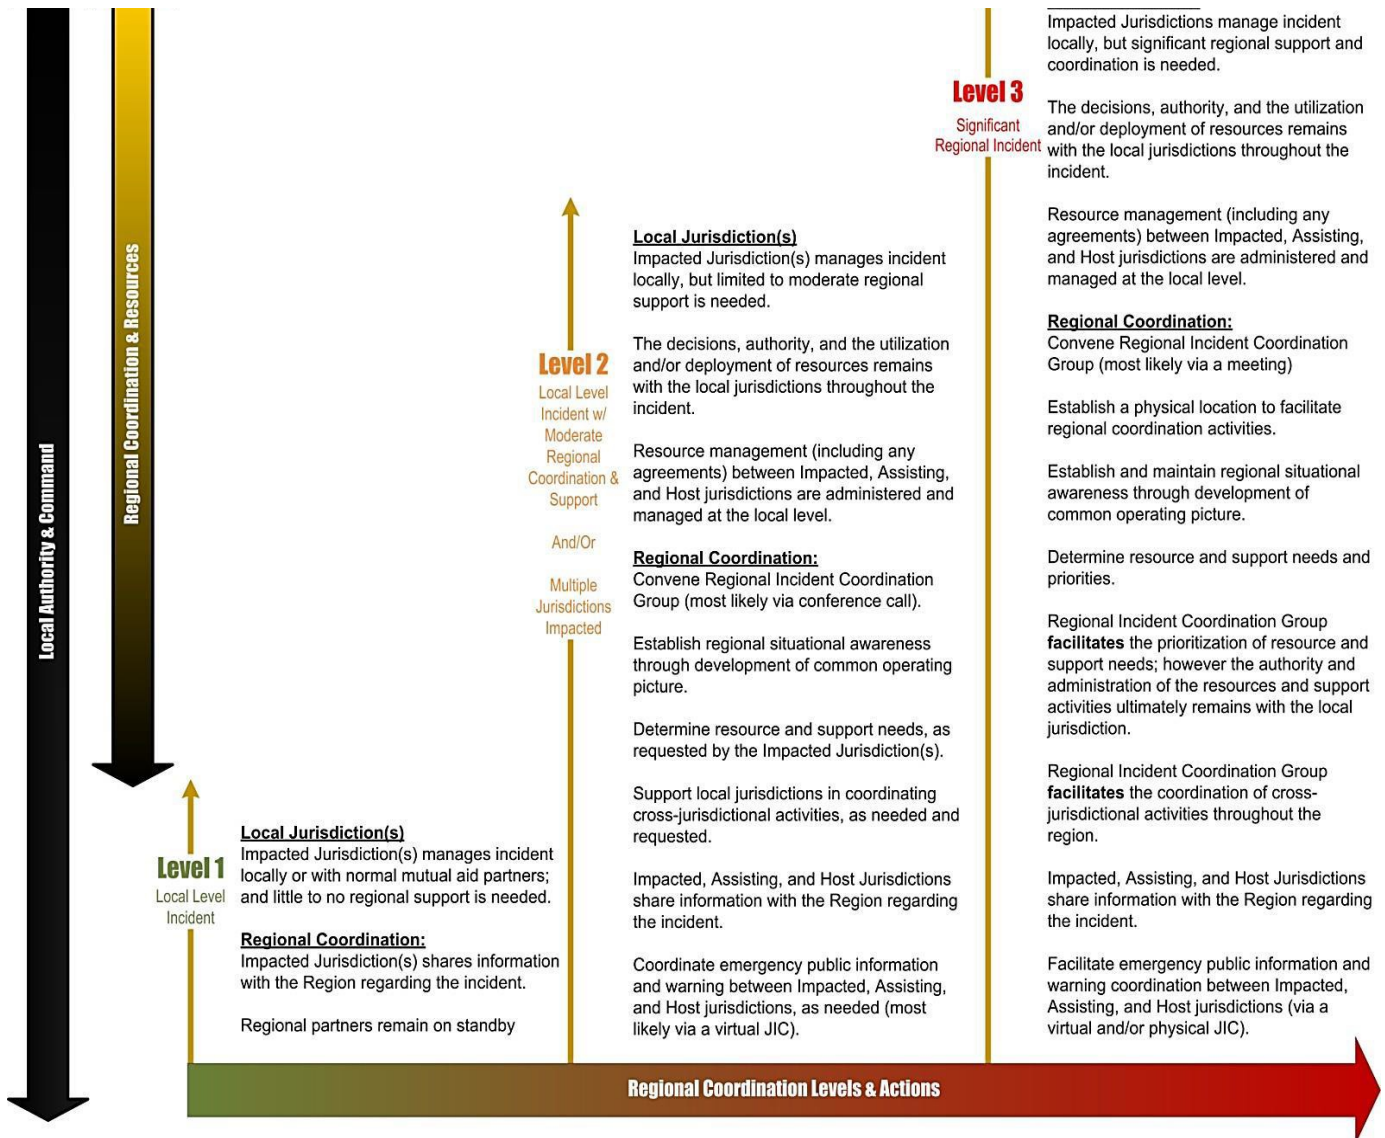 Local Authority & Command
Regional Coordination & Resources
Level 1
Local Level
Incident
Local Jurisdiction(s)
Impacted Jurisdiction(s) manages incident
locally or with normal mutual aid partners;
and little to no regional support is needed.
Regional Coordination:
Impacted Jurisdiction(s) shares information
with the Region regarding the incident.
Regional partners remain on standby
Level 2
Local Level
Incident w/
Moderate
Regional
Coordination &
Support
And/Or
Multiple
Jurisdictions
Impacted
Local Jurisdiction(s)
Impacted Jurisdiction(s) manages incident
locally, but limited to moderate regional
support is needed.
The decisions, authority, and the utilization
and/or deployment of resources remains
with the local jurisdictions throughout the
incident.
Resource management (including any
agreements) between Impacted, Assisting,
and Host jurisdictions are administered and
managed at the local level.
Regional Coordination:
Convene Regional Incident Coordination
Group (most likely via conference call).
Establish regional situational awareness
through development of common operating
picture.
Determine resource and support needs, as
requested by the Impacted Jurisdiction(s).
Support local jurisdictions in coordinating
cross-jurisdictional activities, as needed and
requested.
Impacted, Assisting, and Host Jurisdictions
share information with the Region regarding
the incident.
Coordinate emergency public information
and warning between Impacted, Assisting,
and Host jurisdictions, as needed (most
likely via a virtual JIC).
Level 3
Significant
Regional Incident
Impacted Jurisdictions manage incident
locally, but significant regional support and
coordination is needed.
The decisions, authority, and the utilization
and/or deployment of resources remains
with the local jurisdictions throughout the
incident.
Resource management (including any
agreements) between Impacted, Assisting,
and Host jurisdictions are administered and
managed at the local level.
Regional Coordination:
Convene Regional Incident Coordination
Group (most likely via a meeting)
Establish a physical location to facilitate
regional coordination activities.
Establish and maintain regional situational
awareness through development of
common operating picture.
Determine resource and support needs and
priorities.
Regional Incident Coordination Group
facilitates the prioritization of resource and
support needs; however the authority and
administration of the resources and support
activities ultimately remains with the local
jurisdiction.
Regional Incident Coordination Group
facilitates the coordination of cross-
jurisdictional activities throughout the
region.
Impacted, Assisting, and Host Jurisdictions
share information with the Region regarding
the incident.
Facilitate emergency public information and
warning coordination between Impacted,
Assisting, and Host jurisdictions (via a
virtual and/or physical JIC).
Regional Coordination Levels & Actions